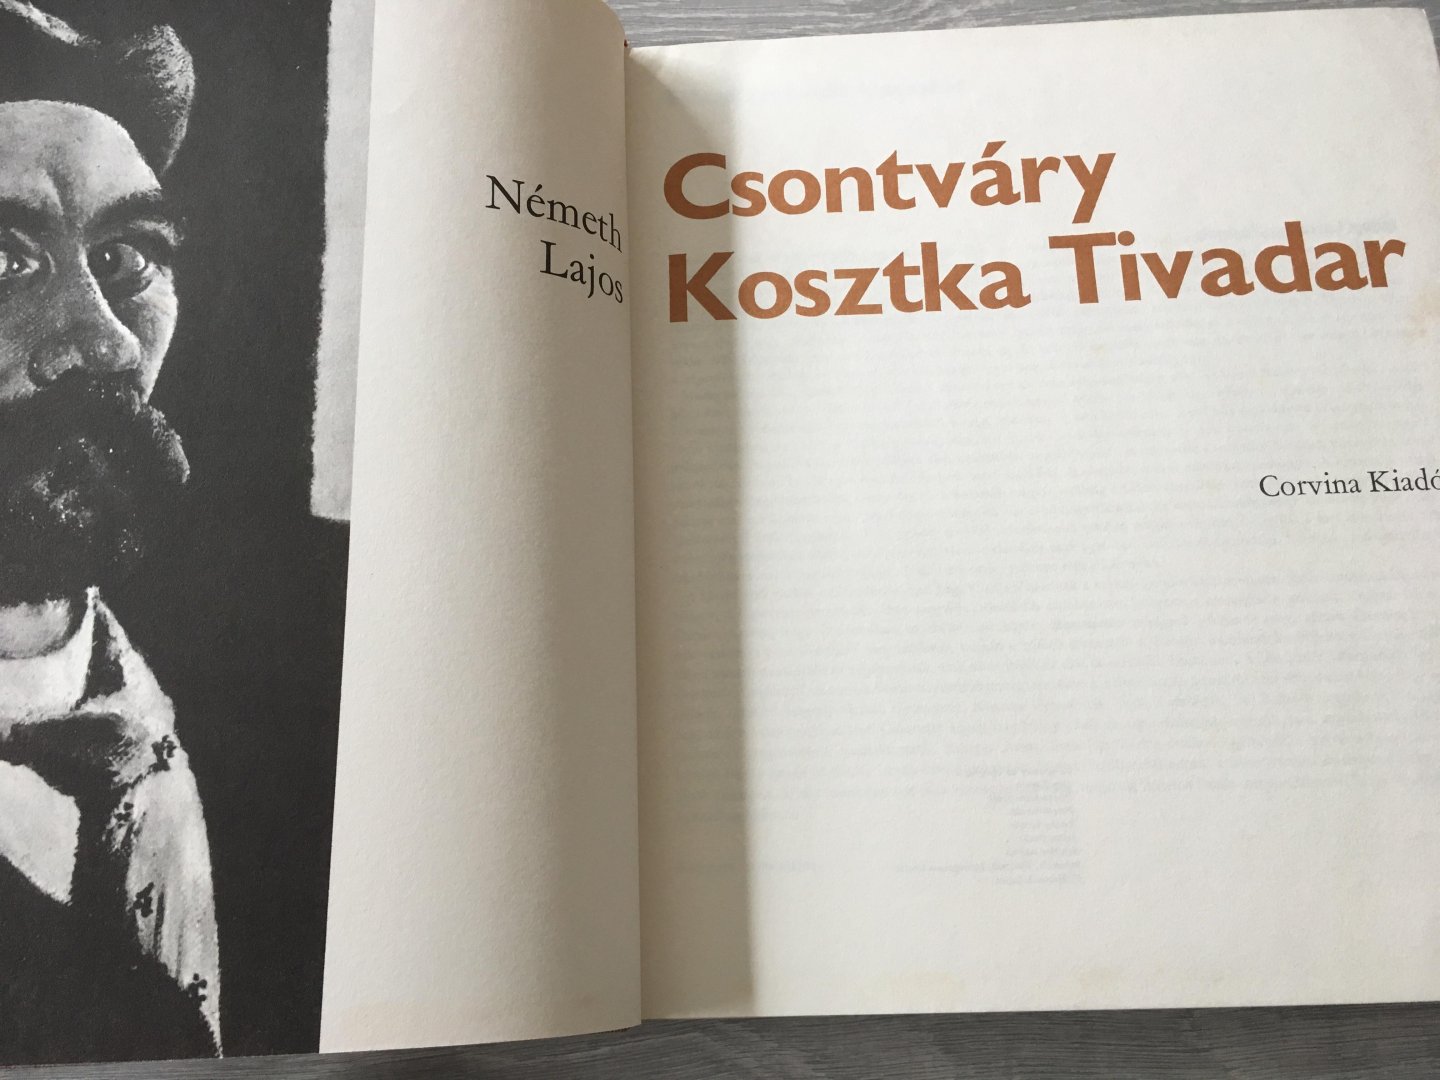 Németh
Lajos
Csontváry
Kosztka Tivadar
Corvina Kiadó